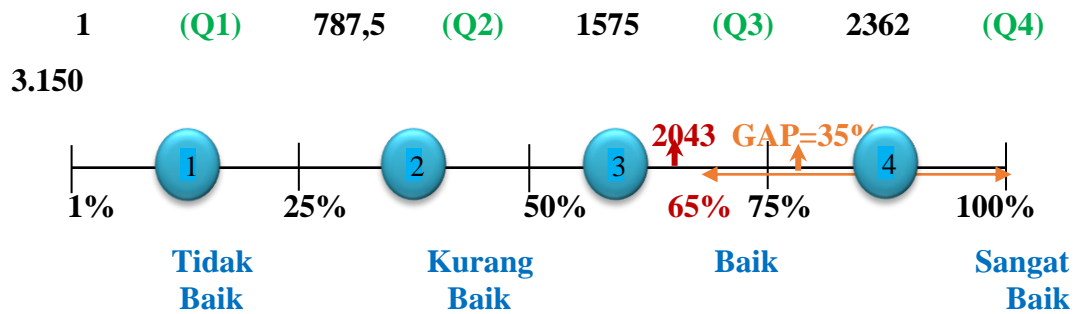 1 (Q1) 787,5 (Q2) 1575 (Q3) 2362 (Q4)
3.150
2043 GAP=35%
1 2 3 4
1% 25% 50% 65% 75% 100%
Tidak Kurang Baik Sangat
Baik Baik Baik